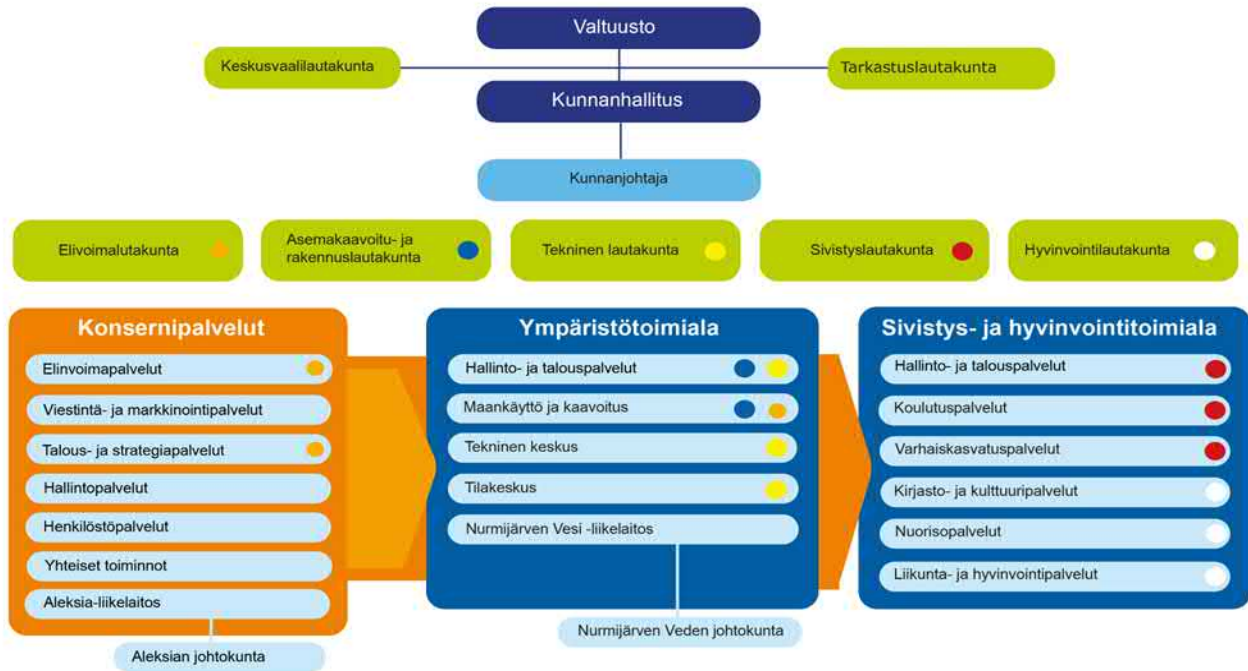 Valtuusto
Keskusvaalilautakunta
Tarkastuslautakunta
Kunnanhallitus
Kunnanjohtaja
Elivoimalutakunta
Asemakaavoitu- ja
rakennuslautakunta
Tekninen lautakunta
Sivistyslautakunta
Hyvinvointilautakunta
Konsernipalvelut
Elinvoimapalvelut
Viestintä- ja markkinointipalvelut
Talous- ja strategiapalvelut
Hallintopalvelut
Henkilöstöpalvelut
Yhteiset toiminnot
Aleksia-liikelaitos
Aleksian johtokunta
Ympäristötoimiala
Hallinto- ja talouspalvelut
Maankäyttö ja kaavoitus
Tekninen keskus
Tilakeskus
Nurmijärven Vesi -liikelaitos
Nurmijärven Veden johtokunta
Sivistys- ja hyvinvointitoimiala
Hallinto- ja talouspalvelut
Koulutuspalvelut
Varhaiskasvatuspalvelut
Kirjasto- ja kulttuuripalvelut
Nuorisopalvelut
Liikunta- ja hyvinvointipalvelut